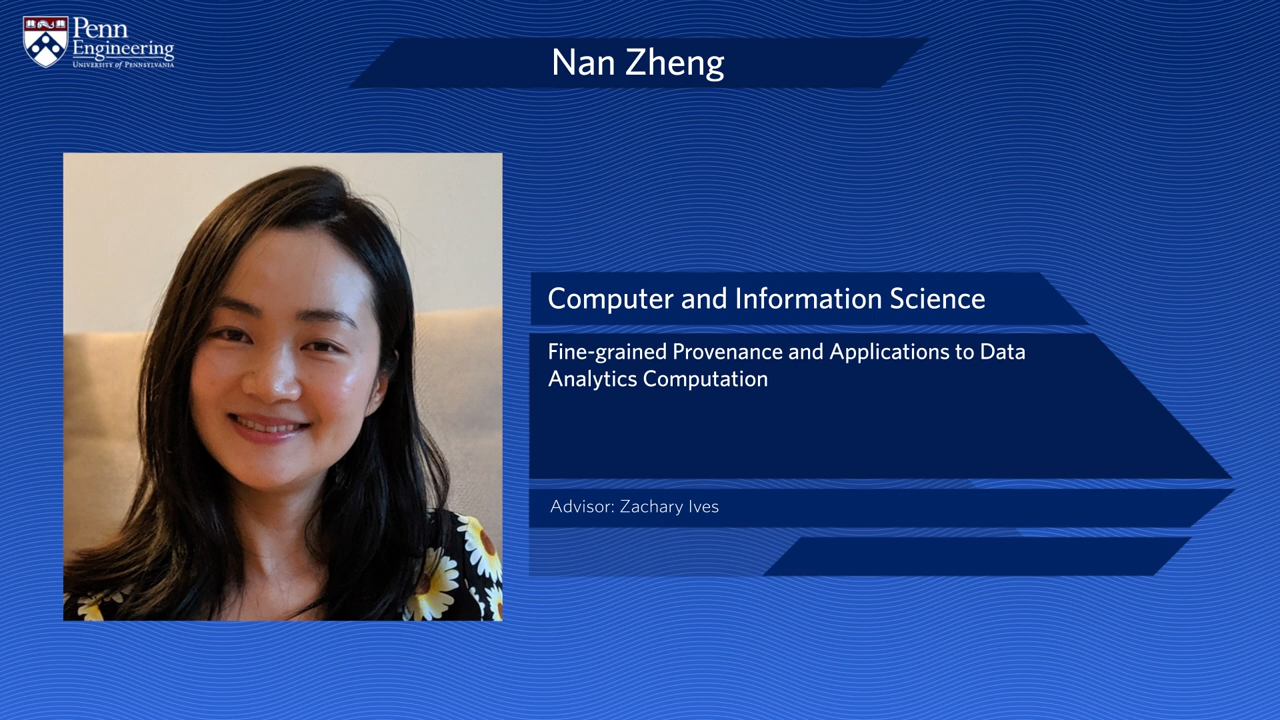 Penn
Engineering
UNIVERSITY of PENNSYLVANIA
Nan Zheng
Computer and Information Science
Fine-grained Provenance and Applications to Data
Analytics Computation
Advisor: Zachary Ives